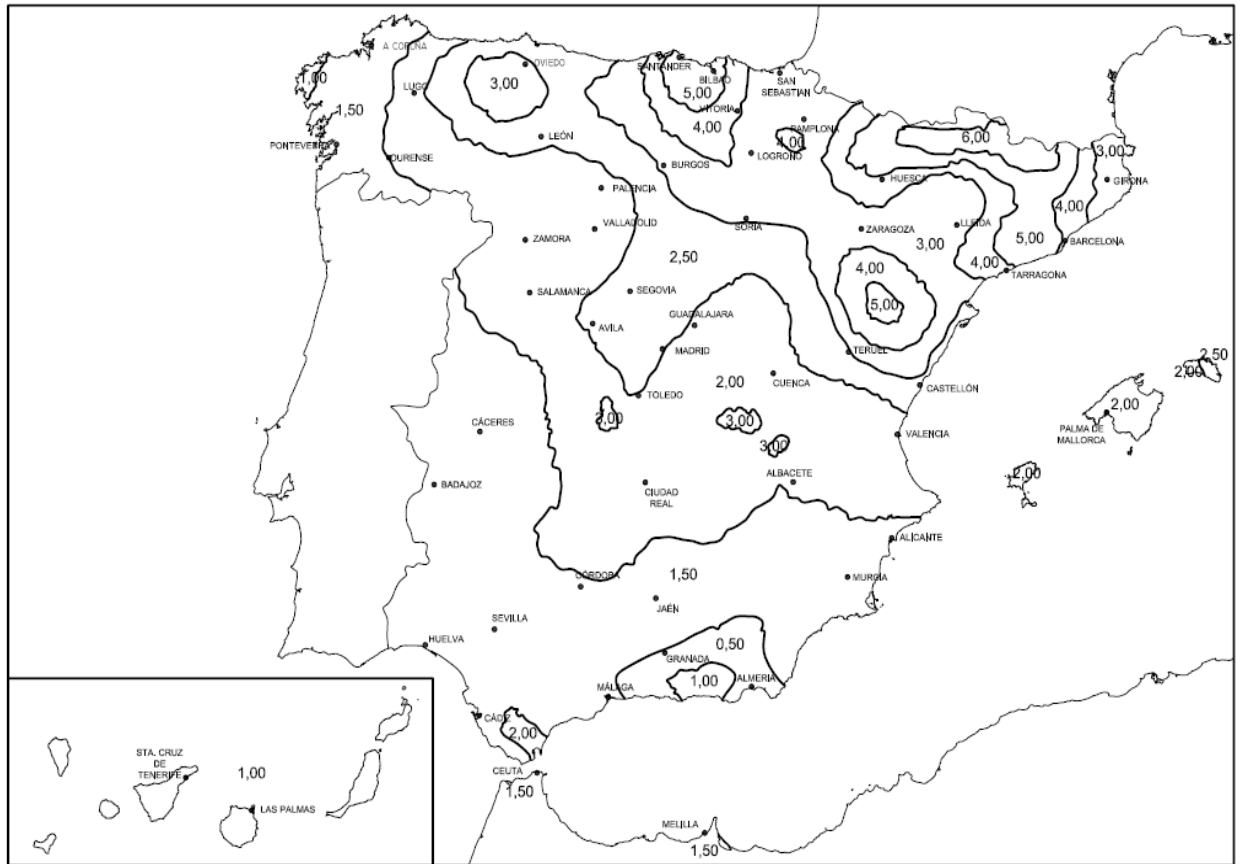 A CORUÑA
LUGO
OVIEDO
SANTANDER
BILBAO
SAN
SEBASTIAN
1,00
1,50
3,00
5,00
VITORIA
4,00
PAMPLONA
4,00
6,00
PONTEVEDRA
OURENSE
LEÓN
BURGOS
LOGROÑO
HUESCA
3,00
GIRONA
PALENCIA
VALLADOLID
ZAMORA
SORIA
ZARAGOZA
LLEIDA
4,00
3,00
5,00
BARCELONA
2,50
4,00
4,00
TARRAGONA
SALAMANCA
SEGOVIA
5,00
AVILA
GUADALAJARA
MADRID
TERUEL
2,50
2,00
2,00
CUENCA
CASTELLÓN
TOLEDO
2,00
CÁCERES
3,00
3,00
3,00
VALENCIA
PALMA DE
MALLORCA
BADAJOZ
CIUDAD
REAL
ALBACETE
2,00
ALICANTE
CÓRDOBA
1,50
MURCIA
JAÉN
SEVILLA
HUELVA
GRANADA
0,50
MÁLAGA
1,00
ALMERIA
CÁDIZ
2,00
CEUTA
1,50
MELILLA
1,50
STA. CRUZ
DE
TENERIFE
1,00
LAS PALMAS